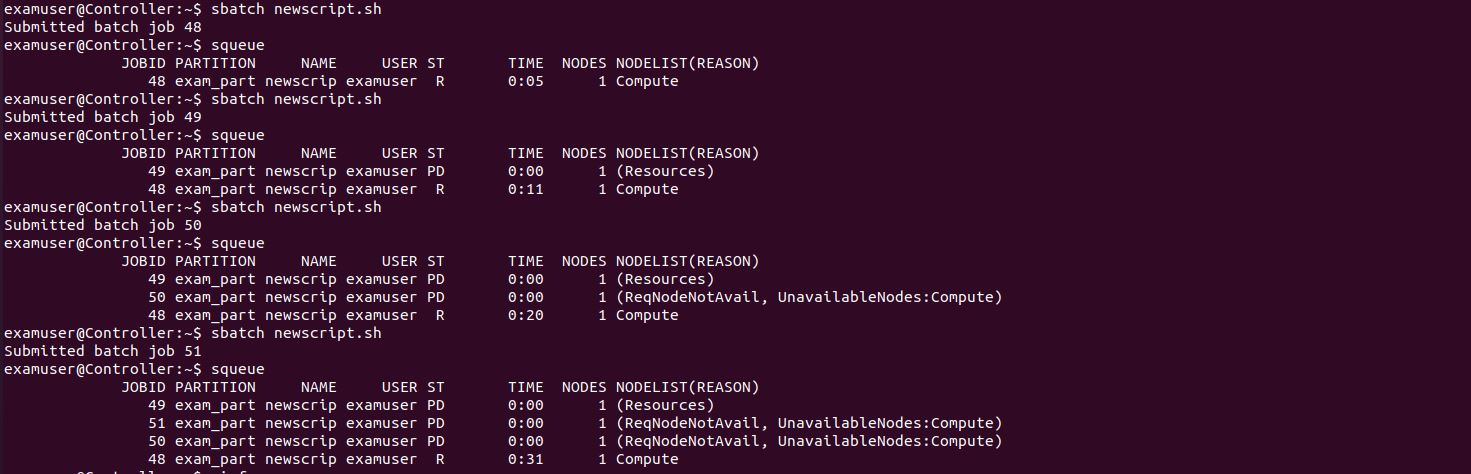 examuser@Controller:~$ sbatch newscript.sh
Submitted batch job 48
examuser@Controller:~$ squeue
             JOBID PARTITION     NAME     USER ST       TIME  NODES NODELIST(REASON)
                48 exam_part newscrip examuser  R       0:05      1 Compute
examuser@Controller:~$ sbatch newscript.sh
Submitted batch job 49
examuser@Controller:~$ squeue
             JOBID PARTITION     NAME     USER ST       TIME  NODES NODELIST(REASON)
                49 exam_part newscrip examuser PD       0:00      1 (Resources)
                48 exam_part newscrip examuser  R       0:11      1 Compute
examuser@Controller:~$ sbatch newscript.sh
Submitted batch job 50
examuser@Controller:~$ squeue
             JOBID PARTITION     NAME     USER ST       TIME  NODES NODELIST(REASON)
                49 exam_part newscrip examuser PD       0:00      1 (Resources)
                50 exam_part newscrip examuser PD       0:00      1 (ReqNodeNotAvail, UnavailableNodes:Compute)
                48 exam_part newscrip examuser  R       0:20      1 Compute
examuser@Controller:~$ sbatch newscript.sh
Submitted batch job 51
examuser@Controller:~$ squeue
             JOBID PARTITION     NAME     USER ST       TIME  NODES NODELIST(REASON)
                49 exam_part newscrip examuser PD       0:00      1 (Resources)
                51 exam_part newscrip examuser PD       0:00      1 (ReqNodeNotAvail, UnavailableNodes:Compute)
                50 exam_part newscrip examuser PD       0:00      1 (ReqNodeNotAvail, UnavailableNodes:Compute)
                48 exam_part newscrip examuser  R       0:31      1 Compute